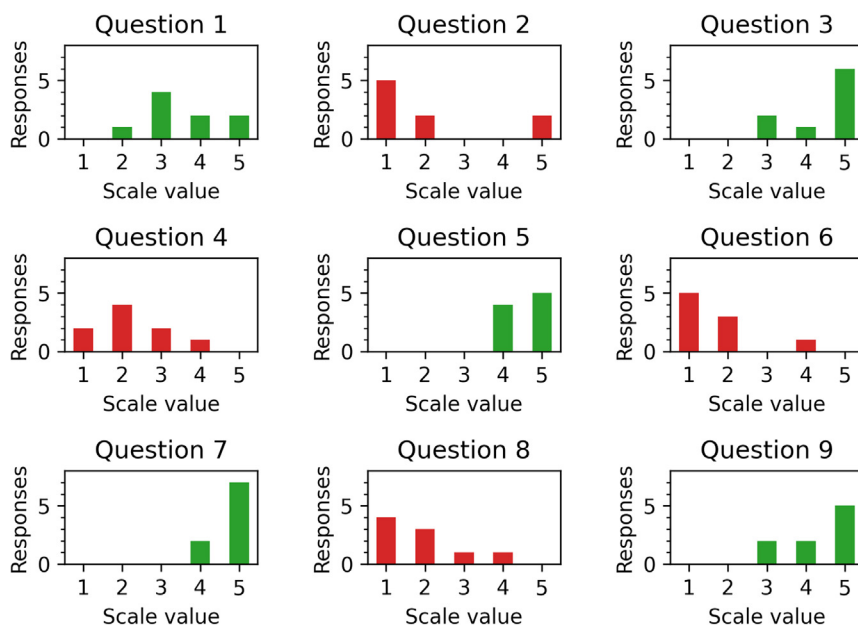 Question 1
Responses
5
0
1 2 3 4 5
Scale value
Question 2
Responses
5
0
1 2 3 4 5
Scale value
Question 3
Responses
5
0
1 2 3 4 5
Scale value
Question 4
Responses
5
0
1 2 3 4 5
Scale value
Question 5
Responses
5
0
1 2 3 4 5
Scale value
Question 6
Responses
5
0
1 2 3 4 5
Scale value
Question 7
Responses
5
0
1 2 3 4 5
Scale value
Question 8
Responses
5
0
1 2 3 4 5
Scale value
Question 9
Responses
5
0
1 2 3 4 5
Scale value